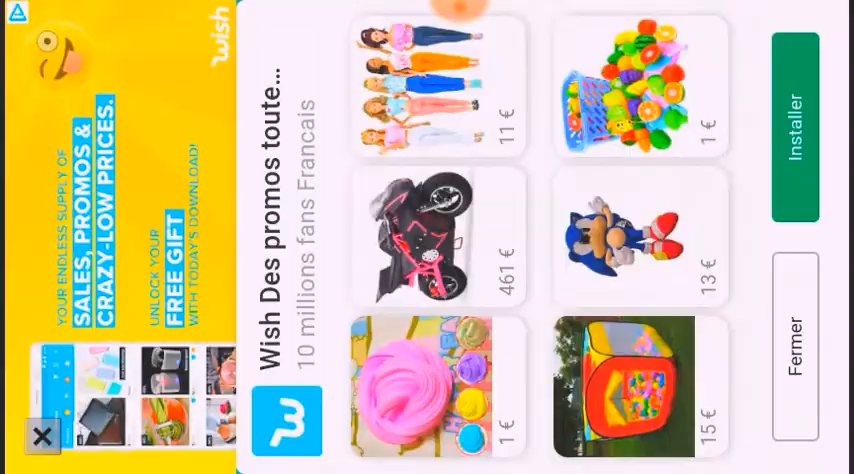 wish
YOUR ENDLESS SUPPLY OF
SALES, PROMOS &
CRAZY-LOW PRICES.
UNLOCK YOUR
FREE GIFT
WITH TODAY'S DOWNLOAD!
Wish Des promos toute...
10 millions fans Francais
1 €
461 €
11 €
15 €
13 €
1 €
Fermer
Installer